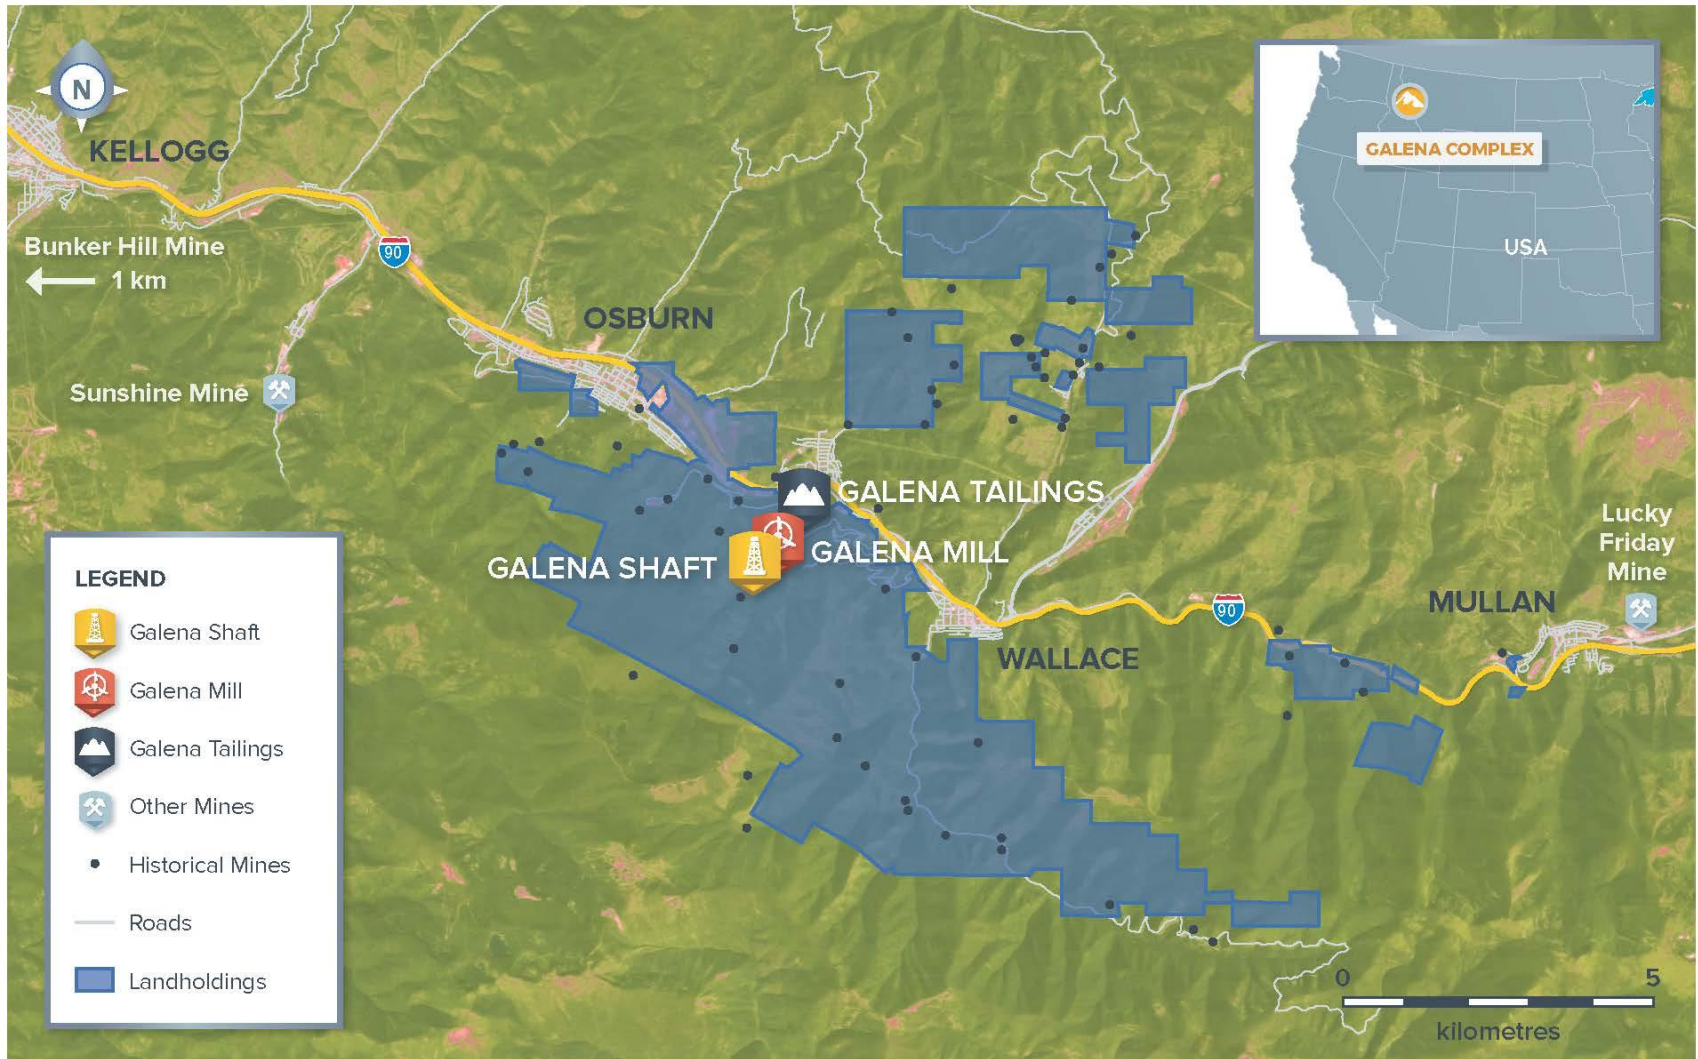 N
KELLOGG
Bunker Hill Mine
1 km
90
OSBURN
Sunshine Mine
GALENA COMPLEX
USA
GALENA TAILINGS
GALENA MILL
GALENA SHAFT
Lucky
Friday
Mine
MULLAN
90
WALLACE
LEGEND
Galena Shaft
Galena Mill
Galena Tailings
Other Mines
Historical Mines
Roads
Landholdings
0 5
kilometres